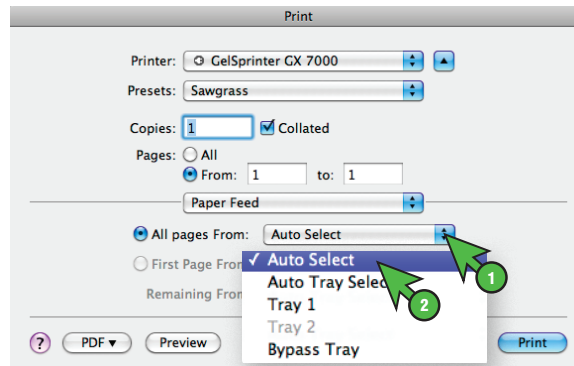 Print
Printer: GelSprinter GX 7000
Presets: Sawgrass
Copies: 1 Collated
Pages: All
From: 1 to: 1
Paper Feed
All pages From: Auto Select
First Page From
✓ Auto Select
Auto Tray Selec
Remaining From
Tray 1
Tray 2
Bypass Tray
1
2
? PDF▼ Preview Print